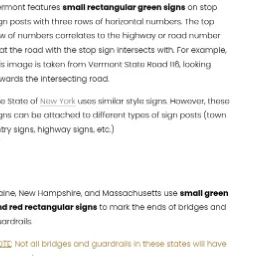 ermont features small rectangular green signs on stop
gn posts with three rows of horizontal numbers. The top
w of numbers correlates to the highway or road number
at the road with the stop sign intersects with. For example,
is image is taken from Vermont State Road 116, looking
wards the intersecting road.
e State of New York uses similar style signs. However, these
gns can be attached to different types of sign posts (town
try signs, highway signs, etc.)
aine, New Hampshire, and Massachusetts use small green
nd red rectangular signs to mark the ends of bridges and
ardrails.
OTE: Not all bridges and guardrails in these states will have